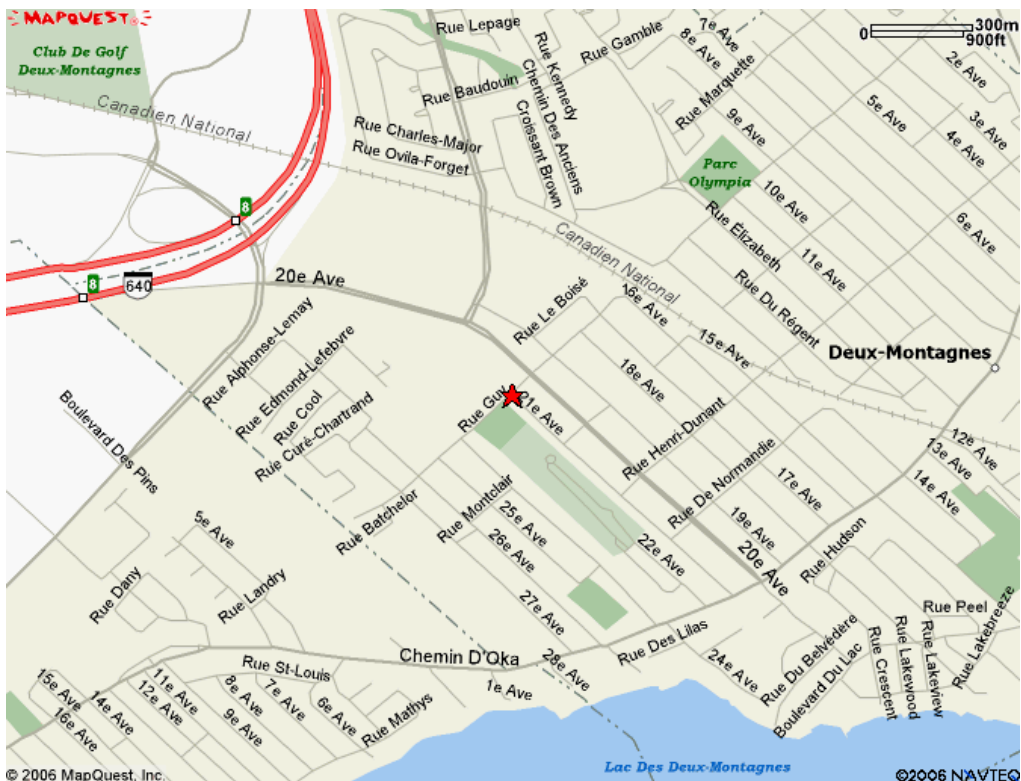 MAPQUEST
Club De Golf
Deux-Montagnes
Canadien National
Rue Lepage
Rue Kennedy
Rue Gamble
7e Ave
8e Ave
0 300m
900ft
2e Ave
Rue Baudouin
Chemin Des Anciens
Croissant Brown
Rue Marquette
9e Ave
5e Ave
3e Ave
4e Ave
Rue Charles-Major
Rue Ovila-Forget
Parc
Olympia
10e Ave
6e Ave
8
8
640
20e Ave
Canadien National
Rue Élizabeth
11e Ave
Rue Du Régent
Rue Le Boisé
16e Ave
15e Ave
Deux-Montagnes
Rue Alphonse-Lemay
Rue Edmond-Lefebvre
Rue Cool
Rue Curé-Chartrand
18e Ave
Rue Guy
21e Ave
Boulevard Des Pins
Rue Henri-Dunant
Rue De Normandie
12e Ave
13e Ave
14e Ave
17e Ave
Rue Batchelor
Rue Montclair
25e Ave
26e Ave
5e Ave
22e Ave
19e Ave
20e Ave
Rue Hudson
Rue Dany
Rue Landry
27e Ave
Rue Peel
Rue Lakebreeze
Chemin D'Oka
Rue Des Lilas
28e Ave
24e Ave
Rue Du Belvédère
Boulevard Du Lac
Rue Crescent
Rue Lakewood
Rue Lakeview
Rue St-Louis
1e Ave
15e Ave
16e Ave
14e Ave
11e Ave
12e Ave
8e Ave
9e Ave
7e Ave
6e Ave
Rue Mathys
Lac Des Deux-Montagnes
© 2006 MapQuest, Inc.
©2006 NAVTEQ